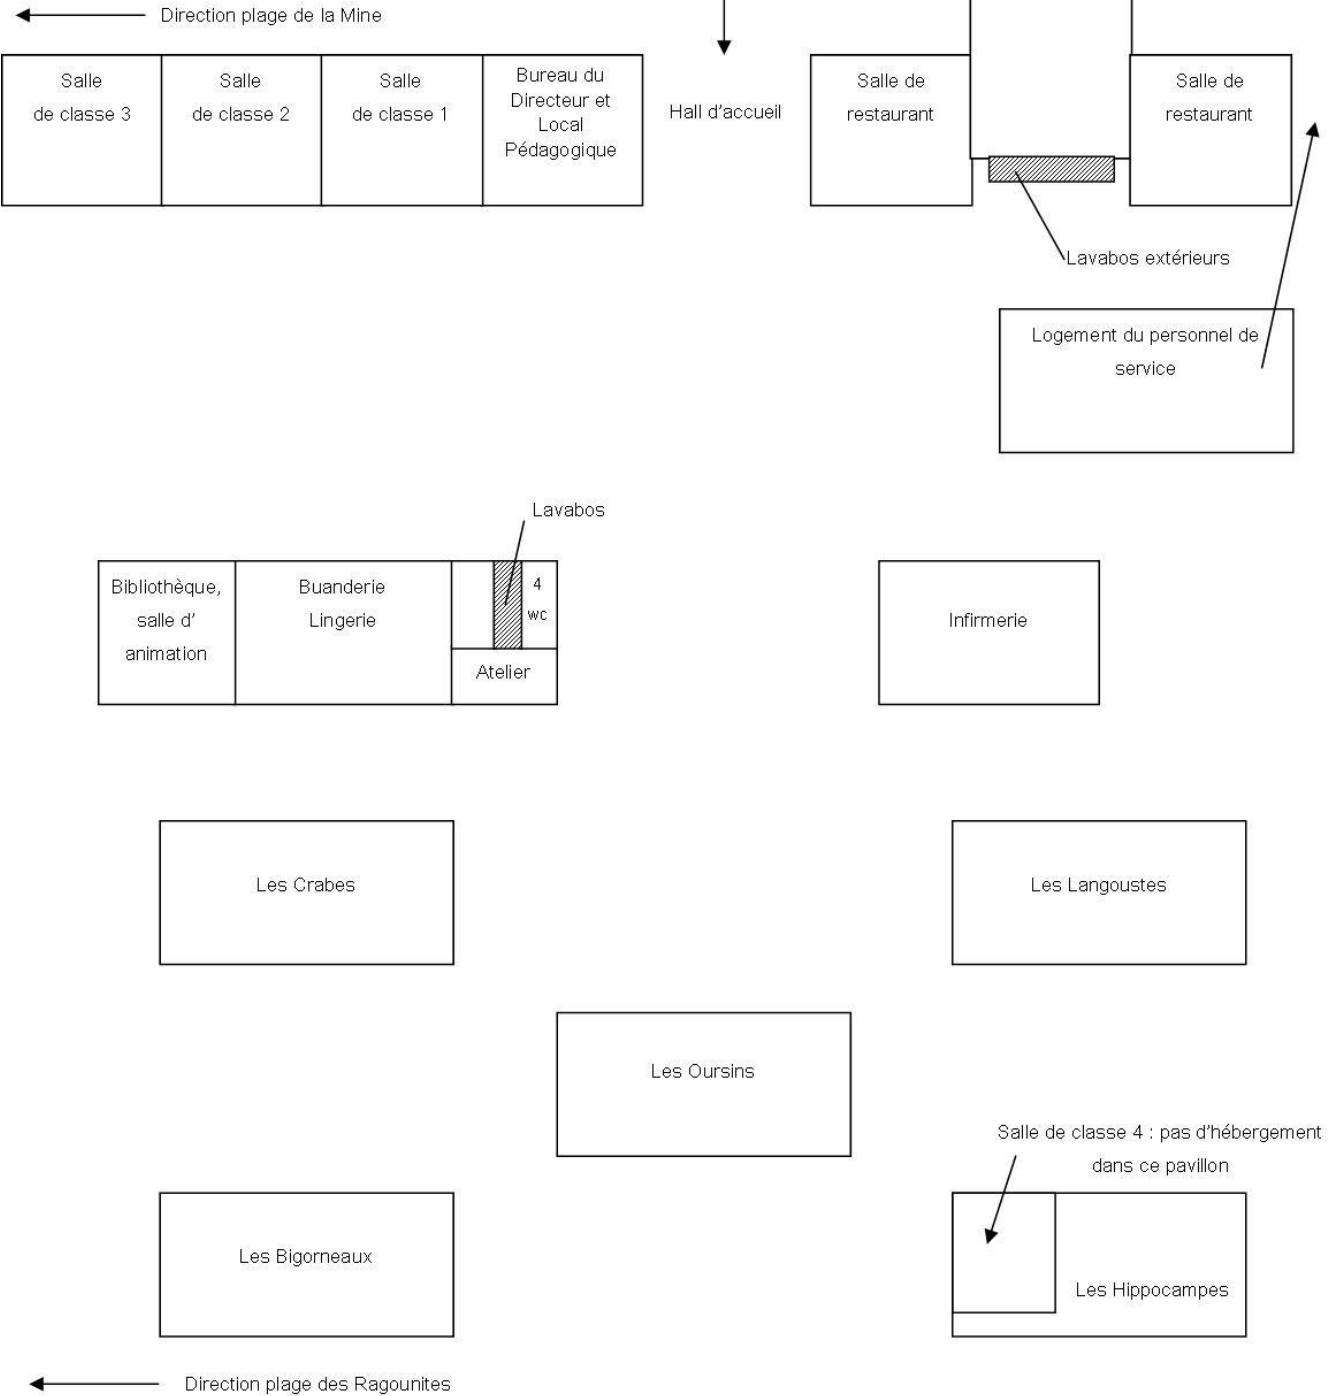 Direction plage de la Mine
Salle
de classe 3
Salle
de classe 2
Salle
de classe 1
Bureau du
Directeur et
Local
Pédagogique
Hall d'accueil
Salle de
restaurant
Salle de
restaurant
Lavabos extérieurs
Logement du personnel de
service
Lavabos
Bibliothèque,
salle d'
animation
Buanderie
Lingerie
4
wc
Atelier
Infirmerie
Les Crabes
Les Langoustes
Les Oursins
Salle de classe 4 : pas d'hébergement
dans ce pavillon
Les Bigorneaux
Les Hippocampes
Direction plage des Ragounites